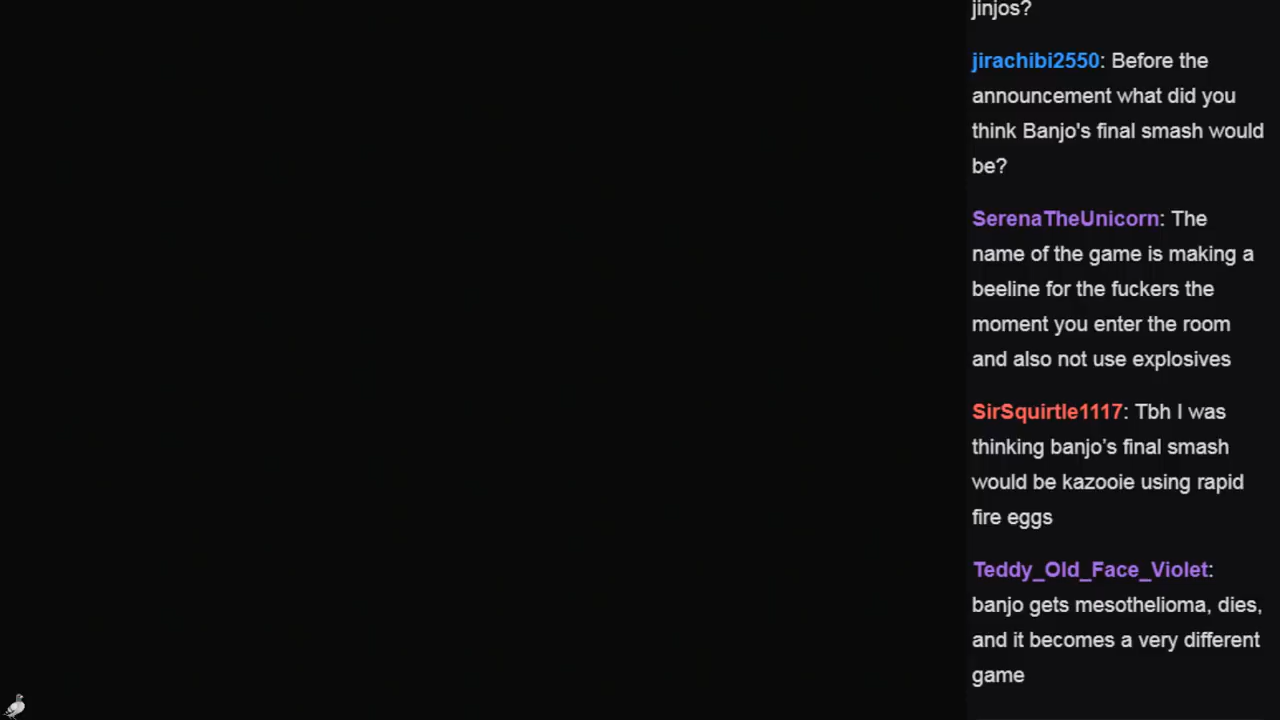 jinjos?
jirachibi2550: Before the
announcement what did you
think Banjo's final smash would
be?
SerenaTheUnicorn: The
name of the game is making a
beeline for the fuckers the
moment you enter the room
and also not use explosives
SirSquirtle1117: Tbh I was
thinking banjo’s final smash
would be kazooie using rapid
fire eggs
Teddy_Old_Face_Violet:
banjo gets mesothelioma, dies,
and it becomes a very different
game